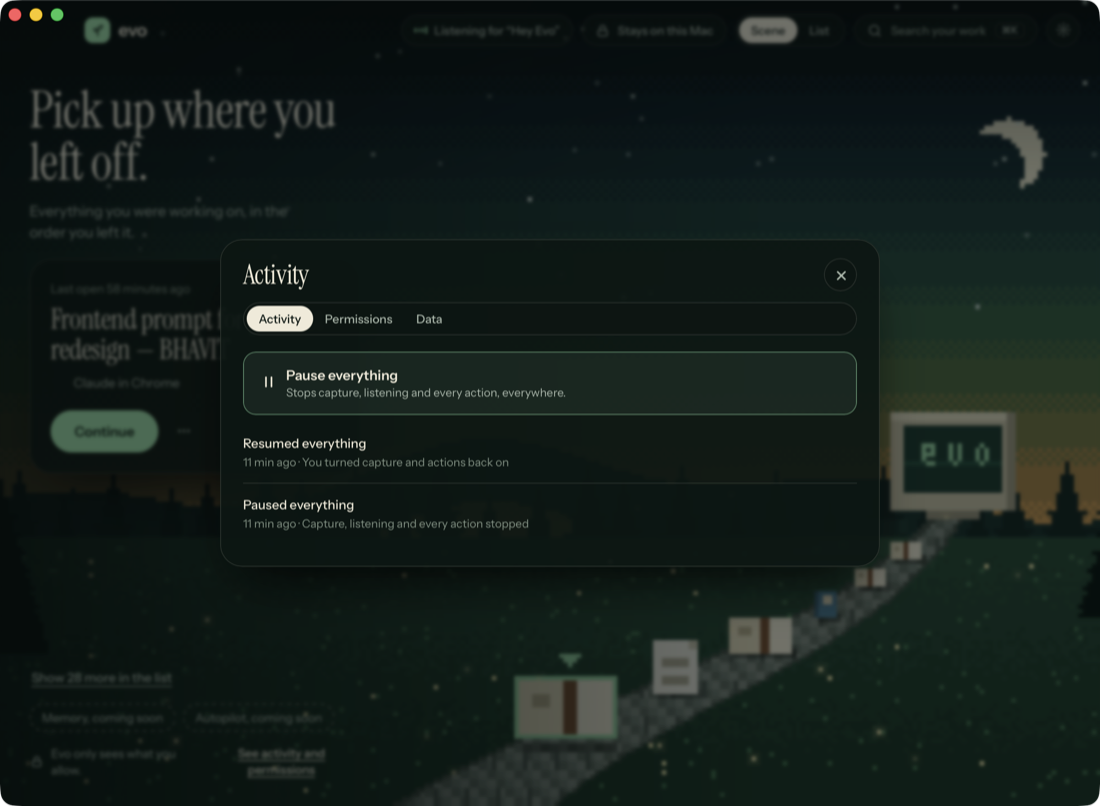 evo
Listening for "Hey Evo"
Stays on this Mac
Scene
List
Search your work
⌘K
Pick up where you
left off.
Everything you were working on, in the
order you left it.
Last open 58 minutes ago
Frontend prompt
redesign — BHAVIT
Claude in Chrome
Continue
Activity
Activity
Permissions
Data
Pause everything
Stops capture, listening and every action, everywhere.
Resumed everything
11 min ago · You turned capture and actions back on
Paused everything
11 min ago · Capture, listening and every action stopped
evo
Show 28 more in the list
Memory, coming soon
Autopilot, coming soon
Evo only sees what you
allow.
See activity and
permissions